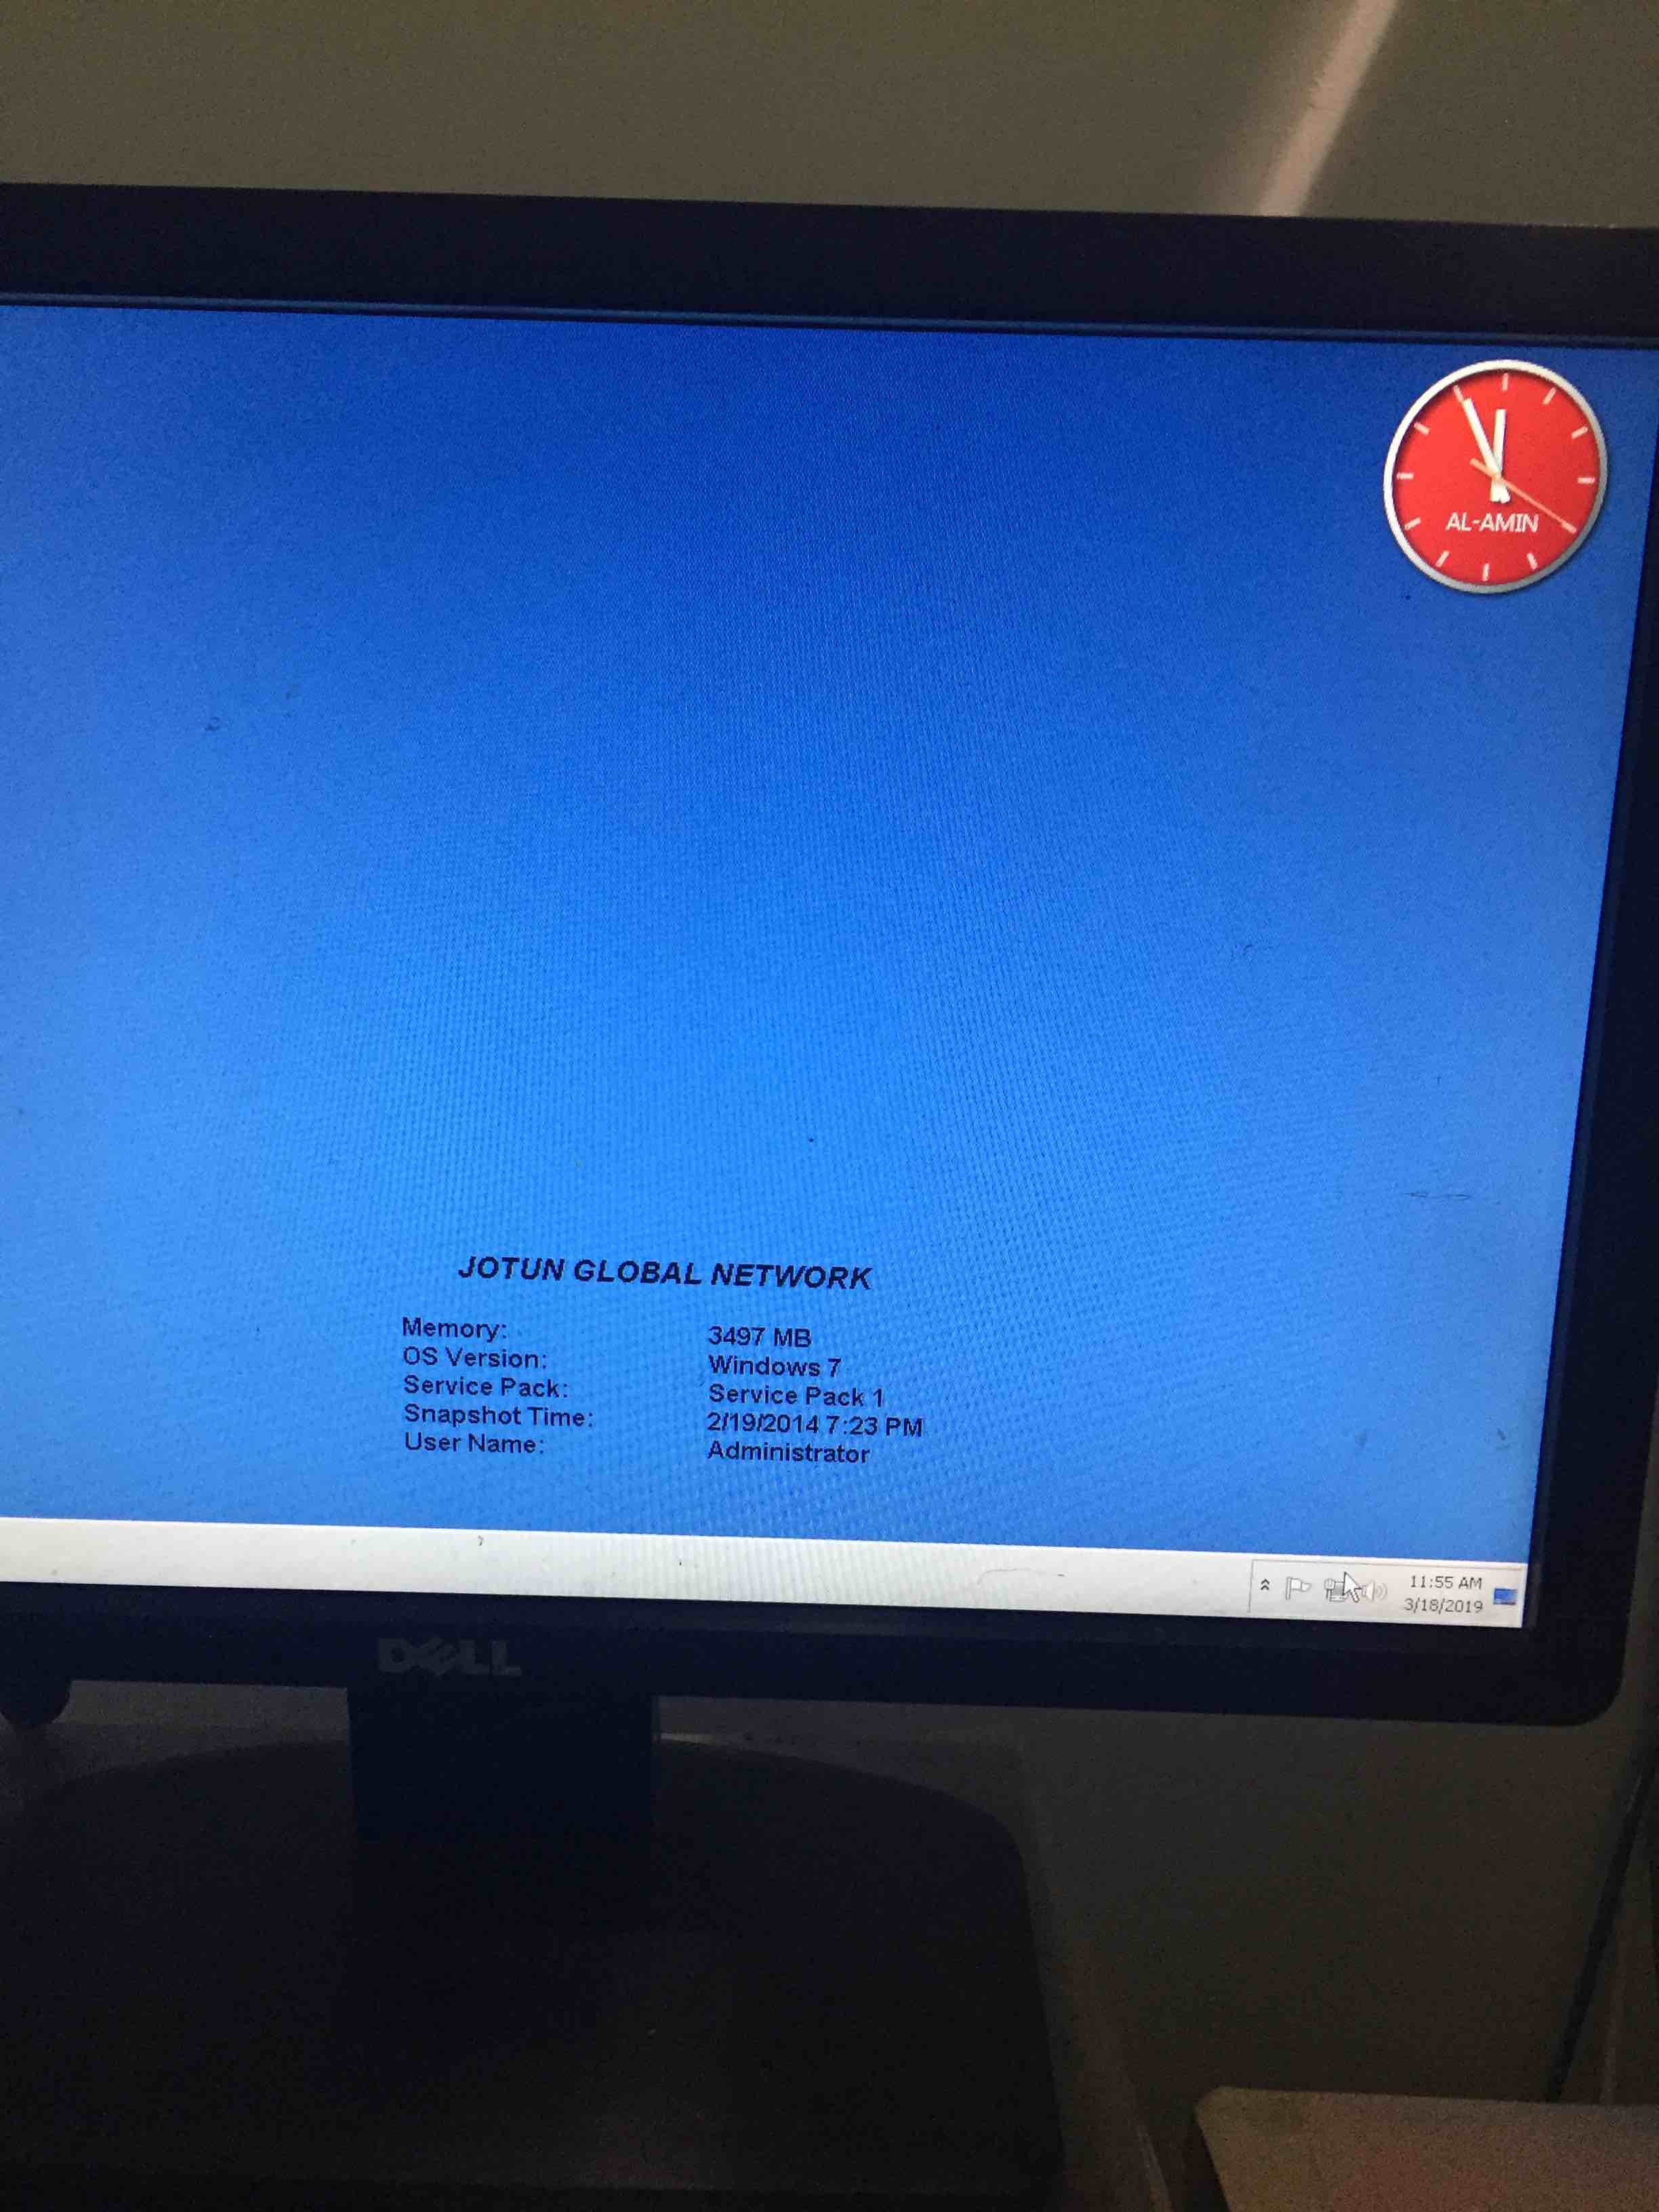 AL-AMIN
JOTUN GLOBAL NETWORK
Memory: 3497 MB
OS Version: Windows 7
Service Pack: Service Pack 1
Snapshot Time: 2/19/2014 7:23 PM
User Name: Administrator
11:55 AM
3/18/2019
DELL